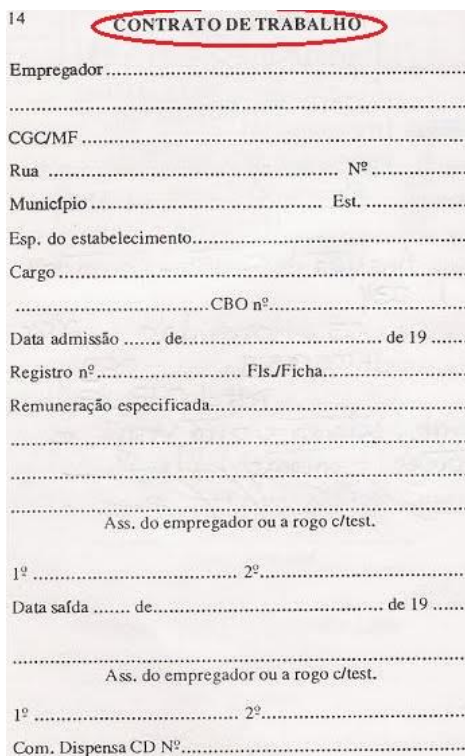 14
CONTRATO DE TRABALHO
Empregador
CGC/MF
Rua Nº
Município Est.
Esp. do estabelecimento
Cargo
CBO nº
Data admissão de de 19
Registro nº Fls./Ficha
Remuneração especificada
Ass. do empregador ou a rogo c/test.
1º 2º
Data saída de de 19
Ass. do empregador ou a rogo c/test.
1º 2º
Com. Dispensa CD Nº